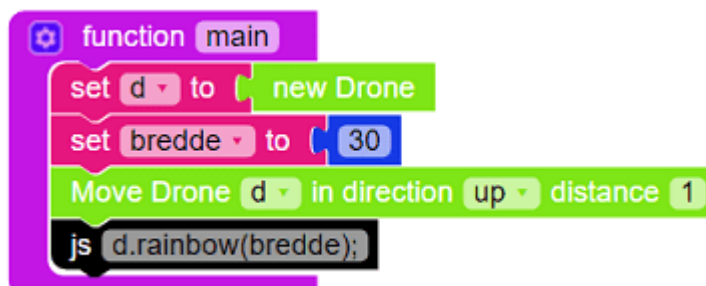 function main
set d to new Drone
set bredde to 30
Move Drone d in direction up distance 1
js d.rainbow(bredde);